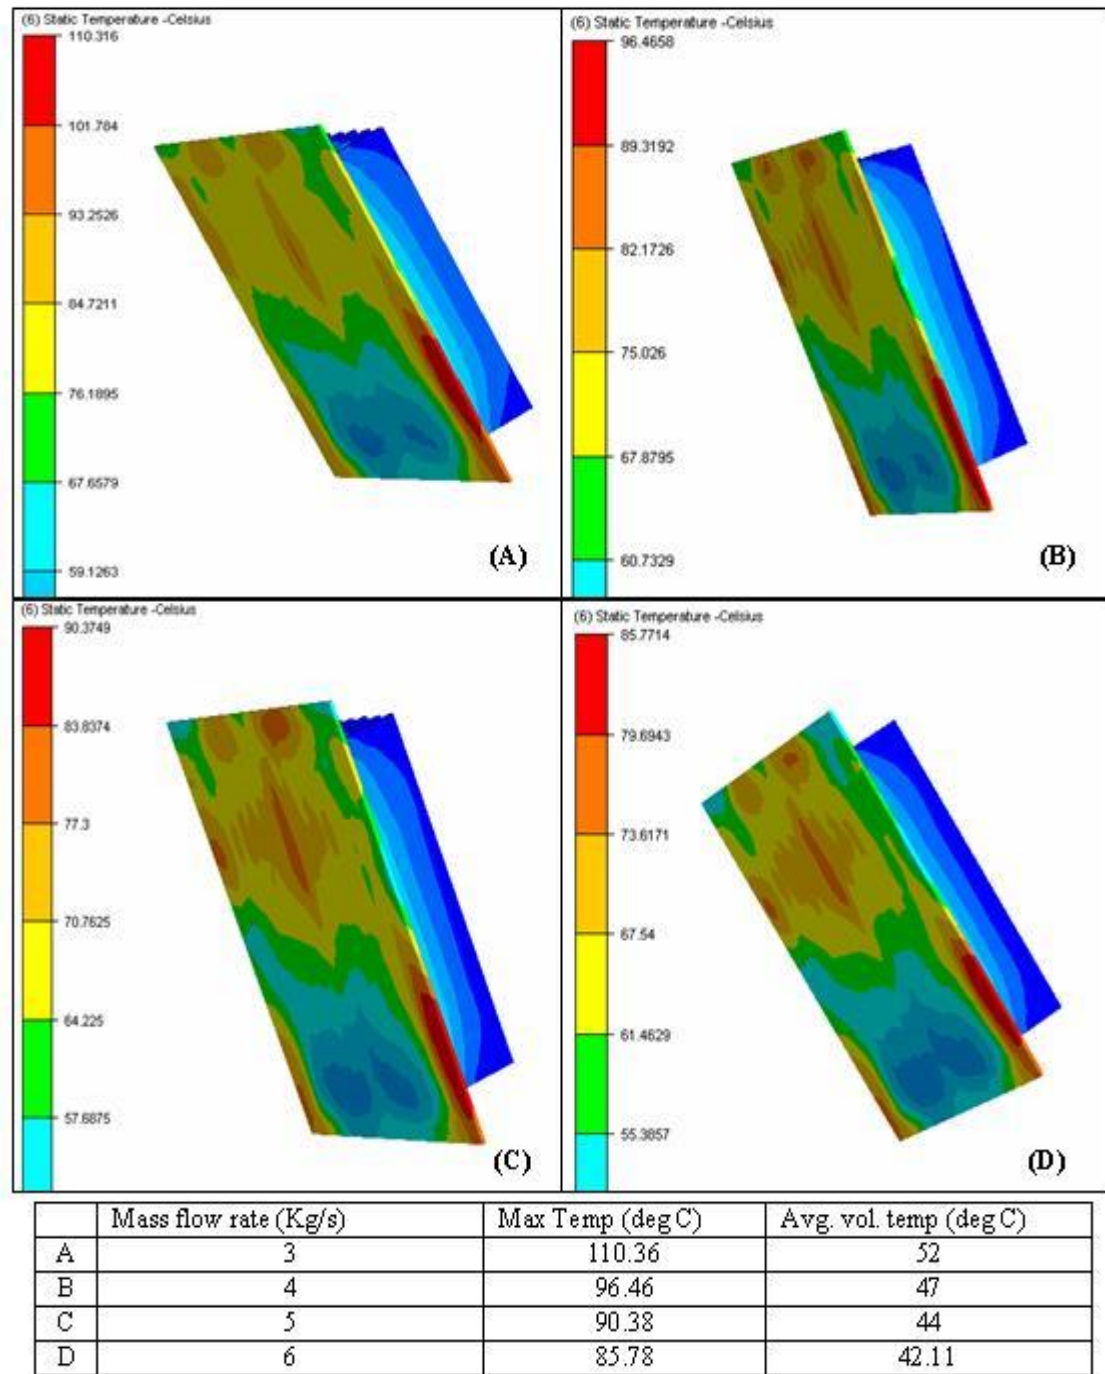 (6) Static Temperature -Celsius
110.316
101.784
93.2526
84.7211
76.1895
67.6579
59.1263
(A)
(6) Static Temperature -Celsius
96.4658
89.3192
82.1726
75.026
67.8795
60.7329
(B)
(6) Static Temperature -Celsius
90.3749
83.8374
77.3
70.7625
64.225
57.6875
(C)
(6) Static Temperature -Celsius
85.7714
79.6943
73.6171
67.54
61.4629
55.3857
(D)
Mass flow rate (Kg/s) Max Temp (deg C) Avg. vol. temp (deg C)
A 3 110.36 52
B 4 96.46 47
C 5 90.38 44
D 6 85.78 42.11